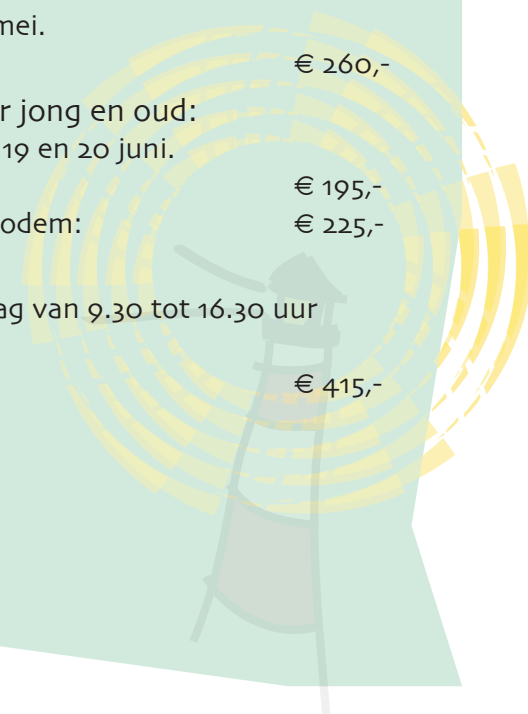 mei.
€ 260,-
r jong en oud:
19 en 20 juni.
€ 195,-
odem: € 225,-
ag van 9.30 tot 16.30 uur
€ 415,-